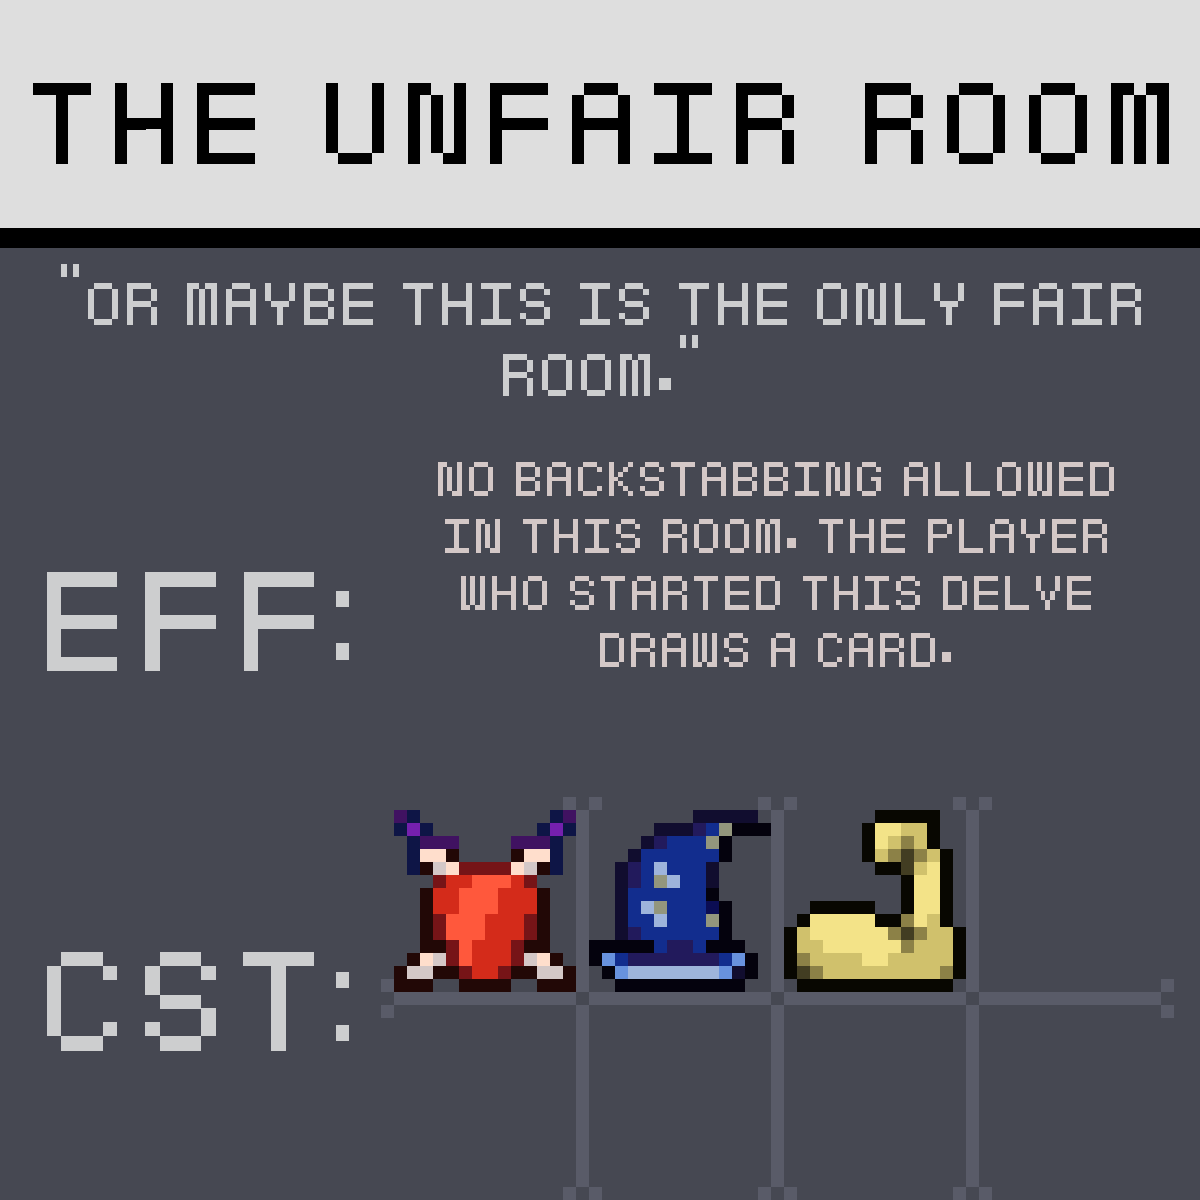 THE UNFAIR ROOM
"OR MAYBE THIS IS THE ONLY FAIR
ROOM."
EFF:
NO BACKSTABBING ALLOWED
IN THIS ROOM. THE PLAYER
WHO STARTED THIS DELVE
DRAWS A CARD.
CST: